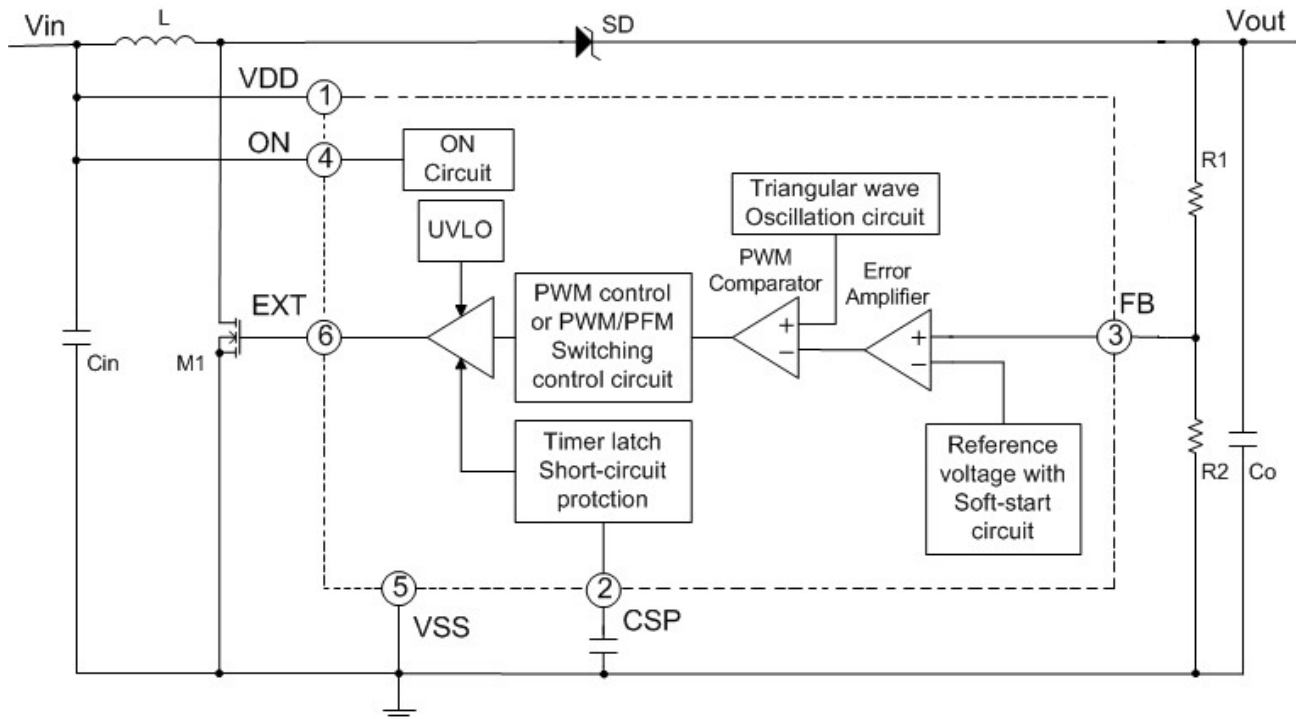 Vin
L
SD
Vout
VDD
1
ON
4
ON
Circuit
R1
Triangular wave
Oscillation circuit
UVLO
PWM
Comparator
Error
Amplifier
FB
3
EXT
6
PWM control
or PWM/PFM
Switching
control circuit
+
−
+
−
Cin
M1
Timer latch
Short-circuit
protction
Reference
voltage with
Soft-start
circuit
R2
Co
5
VSS
2
CSP